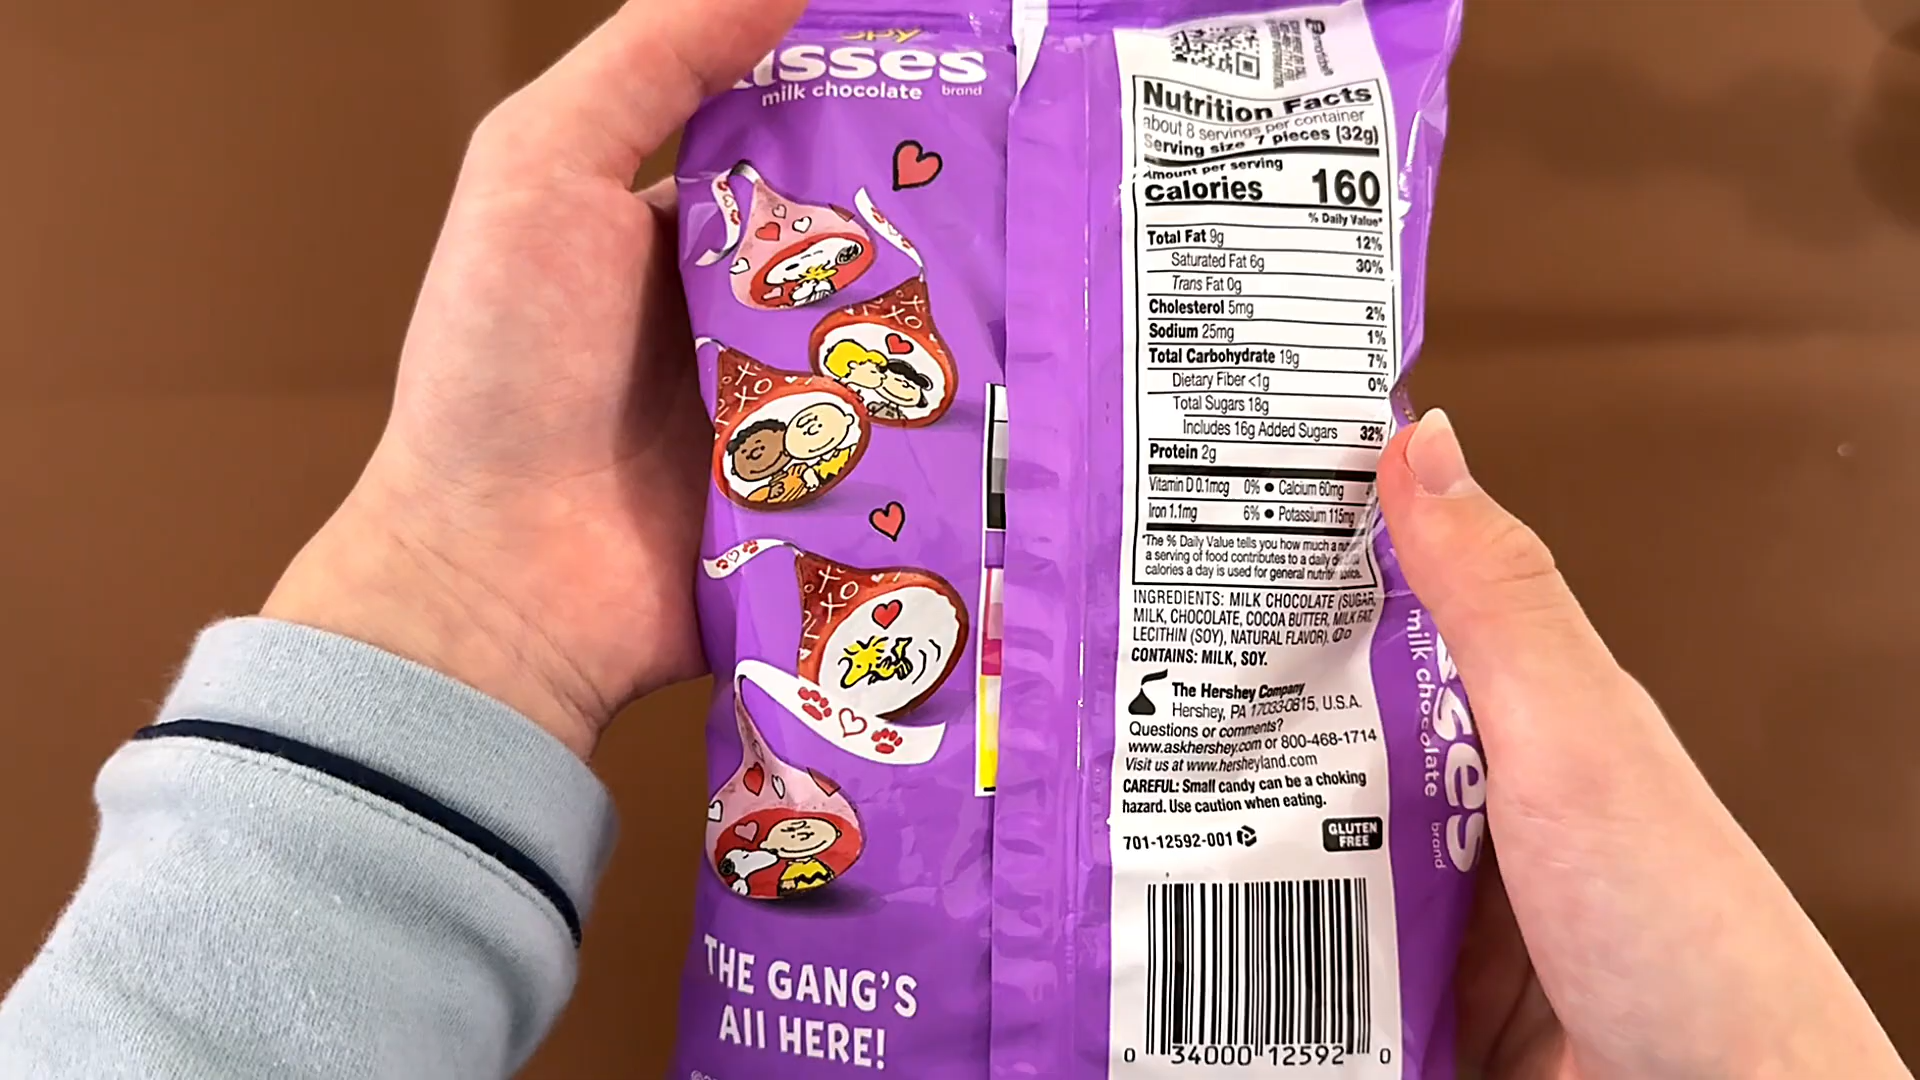 Kisses
milk chocolate brand
THE GANG'S
All HERE!
Nutrition Facts
about 8 servings per container
Serving size 7 pieces (32g)
Amount per serving
calories 160
% Daily Value*
Total Fat 9g 12%
Saturated Fat 6g 30%
Trans Fat 0g
Cholesterol 5mg 2%
Sodium 25mg 1%
Total Carbohydrate 19g 7%
Dietary Fiber <1g 0%
Total Sugars 18g
Includes 16g Added Sugars 32%
Protein 2g
Vitamin D 0.1mcg 0% • Calcium 60mg
Iron 1.1mg 6% • Potassium 115mg
*The % Daily Value tells you how much a
a serving of food contributes to a daily
calories a day is used for general
INGREDIENTS: MILK CHOCOLATE (SUGAR,
MILK, CHOCOLATE, COCOA BUTTER, MILK FAT,
LECITHIN (SOY), NATURAL FLAVOR). Ⓤ D
CONTAINS: MILK, SOY.
The Hershey Company
Hershey, PA 17033-0815, U.S.A.
Questions or comments?
www.askhershey.com or 800-468-1714
Visit us at www.hersheyland.com
CAREFUL: Small candy can be a choking
hazard. Use caution when eating.
701-12592-001
GLUTEN
FREE
0 34000 12592 0
milk chocolate brand